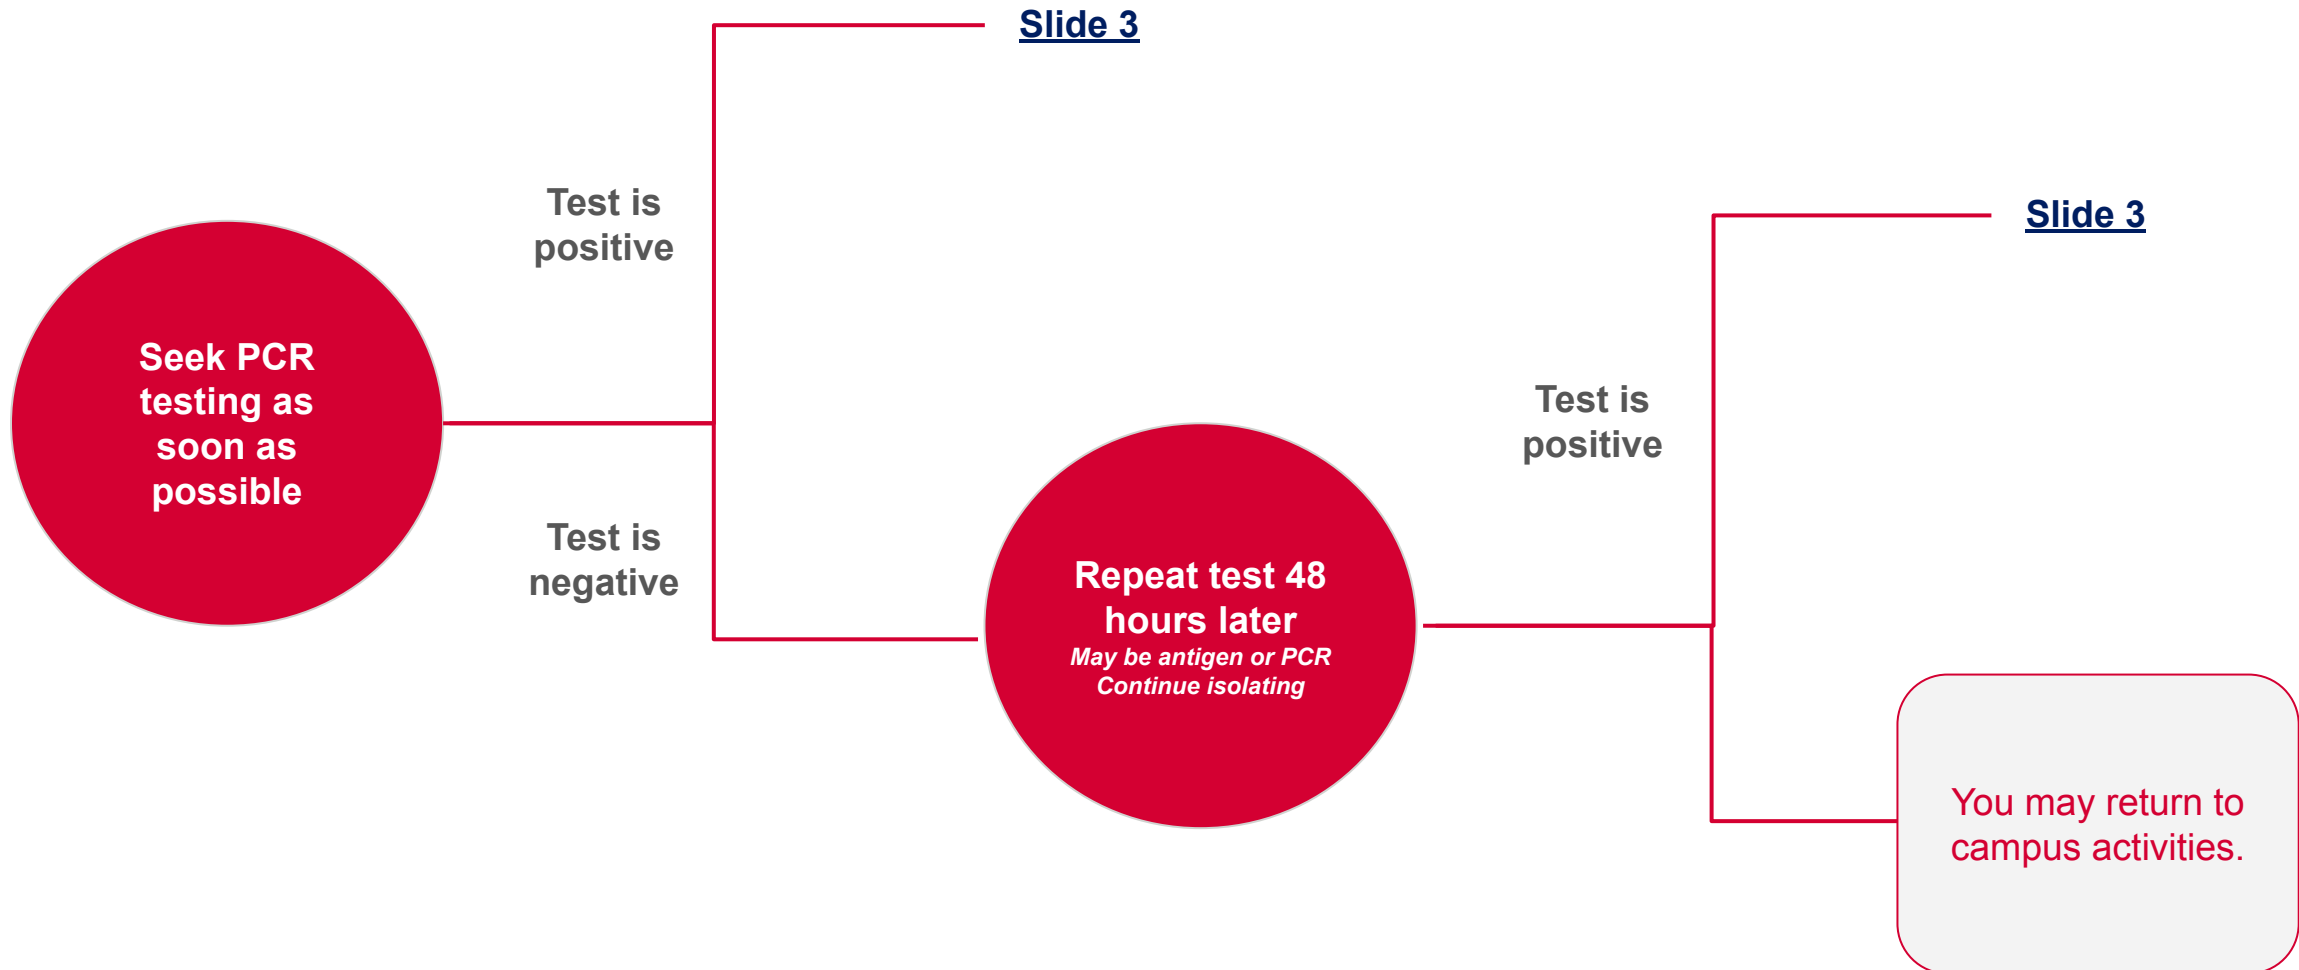 Slide 3
Test is
positive
Seek PCR
testing as
soon as
possible
Test is
negative
Slide 3
Test is
positive
Repeat test 48
hours later
May be antigen or PCR
Continue isolating
You may return to
campus activities.